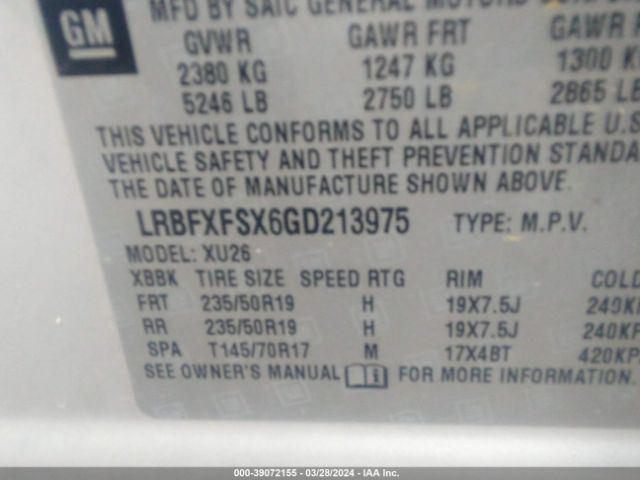 GM
MFD BY SAIC GENERAL MOTORS
GVWR GAWR FRT GAWR
2380 KG 1247 KG 1300 K
5246 LB 2750 LB 2865 LB
THIS VEHICLE CONFORMS TO ALL APPLICABLE U.S
VEHICLE SAFETY AND THEFT PREVENTION STANDA
THE DATE OF MANUFACTURE SHOWN ABOVE.
LRBFXFSX6GD213975 TYPE: M.P.V.
MODEL: XU26
XBBK TIRE SIZE SPEED RTG RIM COLD
FRT 235/50R19 H 19X7.5J 240KP
RR 235/50R19 H 19X7.5J 240KP
SPA T145/70R17 M 17X4BT 420KP
SEE OWNER'S MANUAL i FOR MORE INFORMATION.
000-39072155 | 03/28/2024 | IAA Inc.